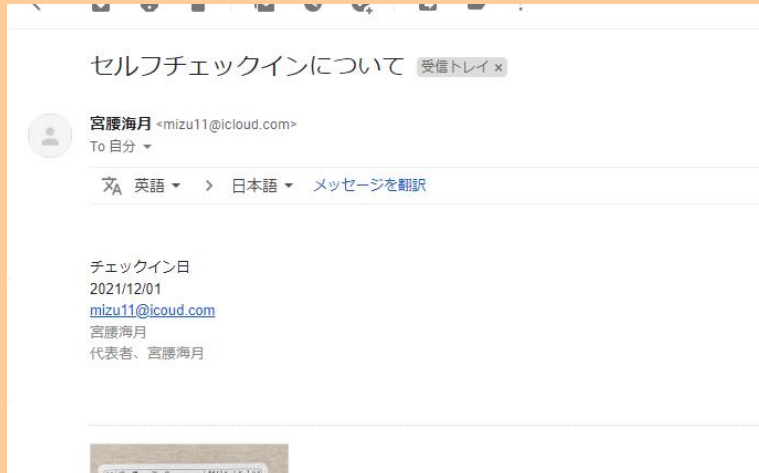 セルフチェックインについて 受信トレイ ×
宮腰海月 <mizu11@icloud.com>
To 自分
英語 > 日本語 メッセージを翻訳
チェックイン日
2021/12/01
mizu11@icoud.com
宮腰海月
代表者、宮腰海月